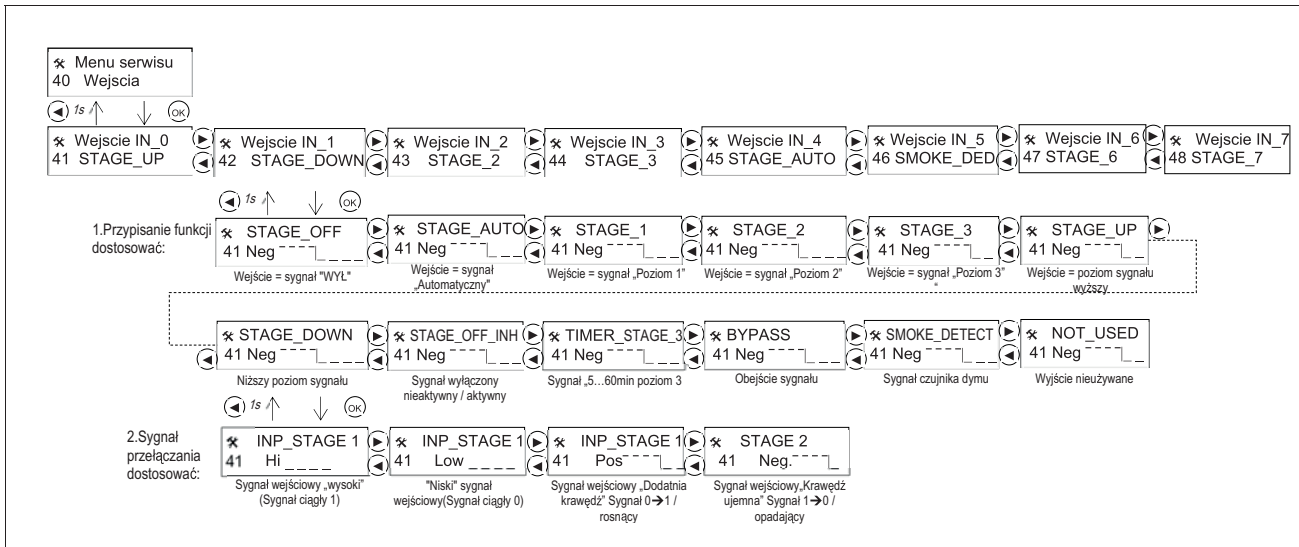 Menu serwisu
40 Wejscia
1s OK
Wejscie IN_0
41 STAGE_UP
Wejscie IN_1
42 STAGE_DOWN
Wejscie IN_2
43 STAGE_2
Wejscie IN_3
44 STAGE_3
Wejscie IN_4
45 STAGE_AUTO
Wejscie IN_5
46 SMOKE_DED
Wejscie IN_6
47 STAGE_6
Wejscie IN_7
48 STAGE_7
1s OK
1.Przypisanie funkcji
dostosować:
STAGE_OFF
41 Neg
Wejście = sygnał "WYŁ"
STAGE_AUTO
41 Neg
Wejście = sygnał
„Automatyczny"
STAGE_1
41 Neg
Wejście = sygnał „Poziom 1"
STAGE_2
41 Neg
Wejście = sygnał „Poziom 2"
STAGE_3
41 Neg
Wejście = sygnał „Poziom 3"
“
STAGE_UP
41 Neg
Wejście = poziom sygnału
wyższy
STAGE_DOWN
41 Neg
Niższy poziom sygnału
STAGE_OFF_INH
41 Neg
Sygnał wyłączony
nieaktywny / aktywny
TIMER_STAGE_3
41 Neg
Sygnał „5...60min poziom 3
BYPASS
41 Neg
Obejście sygnału
SMOKE_DETECT
41 Neg
Sygnał czujnika dymu
NOT_USED
41 Neg
Wyjście nieużywane
1s OK
2.Sygnał
przełączania
dostosować:
INP_STAGE 1
41 Hi _ _ _ _
Sygnał wejściowy „wysoki”
(Sygnał ciągły 1)
INP_STAGE 1
41 Low _ _ _ _
"Niski" sygnał
wejściowy(Sygnał ciągły 0)
INP_STAGE 1
41 Pos
Sygnał wejściowy „Dodatnia
krawędź” Sygnał 0→1 /
rosnący
STAGE 2
41 Neg.
Sygnał wejściowy„Krawędź
ujemna” Sygnał 1→0 /
opadający